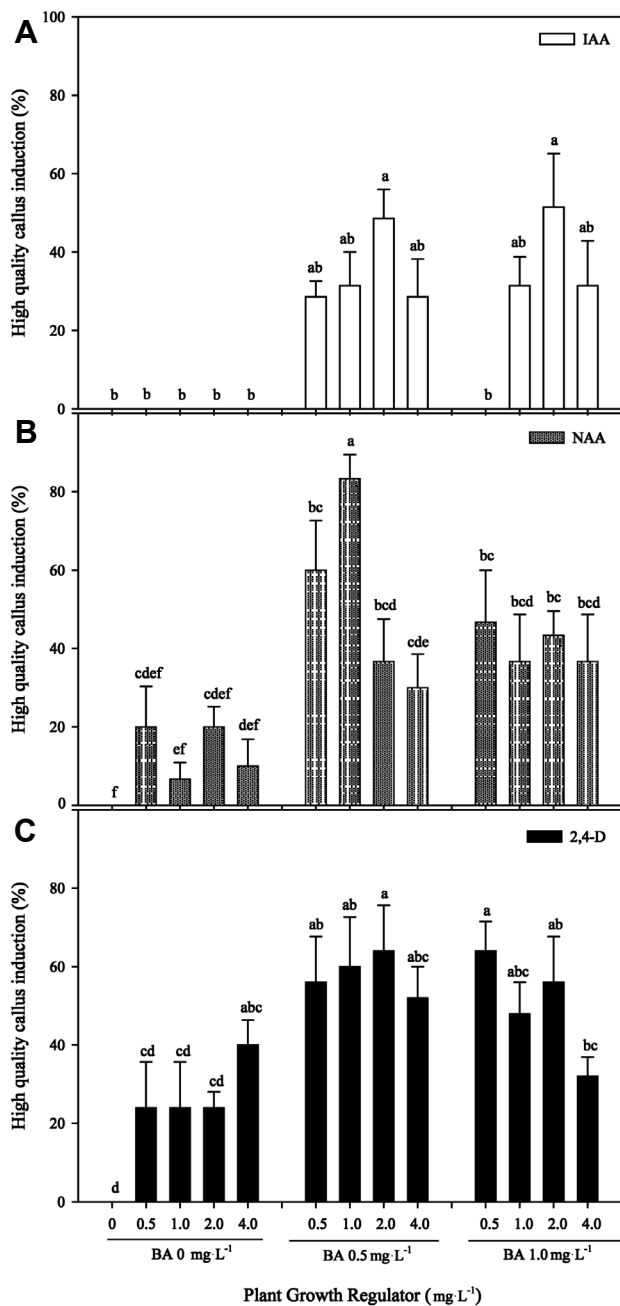 A
100
IAA
High quality callus induction (%)
80
60
40
20
0
b b b b b
ab ab a ab
b ab a ab
B
NAA
High quality callus induction (%)
80
60
40
20
0
f cdef ef cdef def
bc a bcd cde
bc bcd bc bcd
C
2,4-D
High quality callus induction (%)
80
60
40
20
0
d cd cd cd abc
ab ab a abc
a abc ab bc
0 0.5 1.0 2.0 4.0 0.5 1.0 2.0 4.0 0.5 1.0 2.0 4.0
BA 0 mg·L⁻¹ BA 0.5 mg·L⁻¹ BA 1.0 mg·L⁻¹
Plant Growth Regulator (mg·L⁻¹)